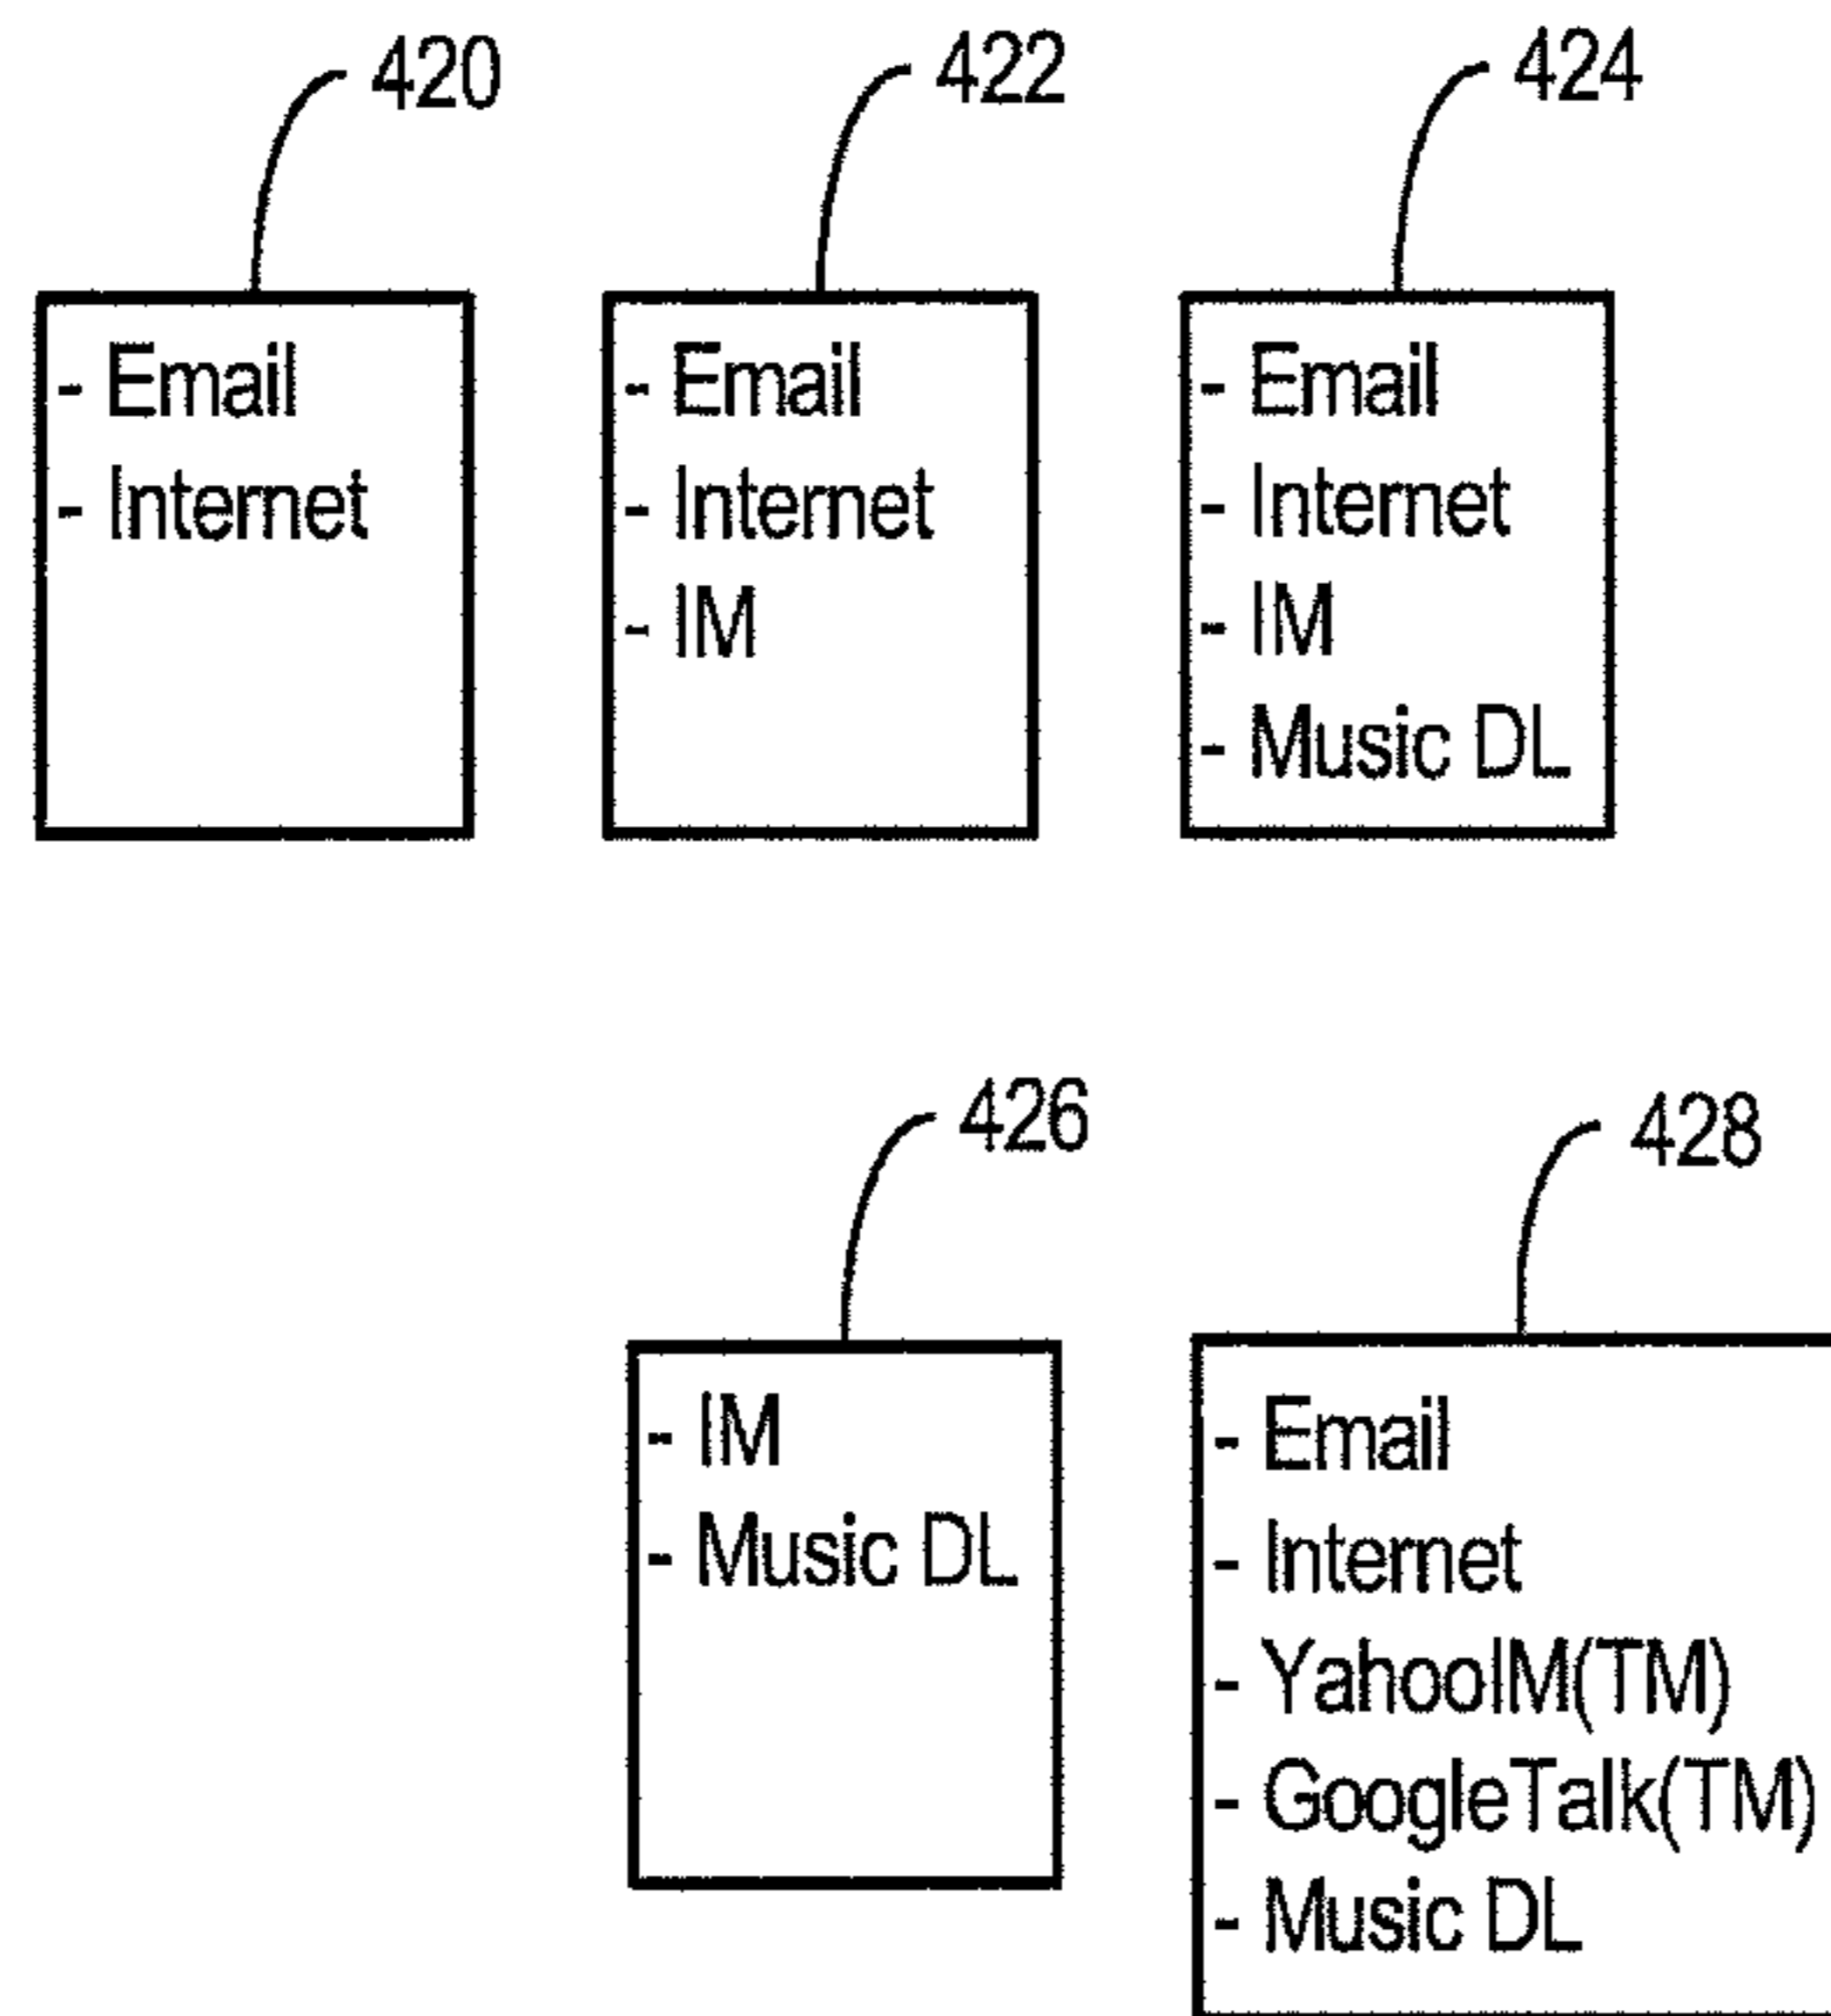 420
- Email
- Internet
422
- Email
- Internet
- IM
424
- Email
- Internet
- IM
- Music DL
426
- IM
- Music DL
428
- Email
- Internet
- YahooIM(TM)
- GoogleTalk(TM)
- Music DL